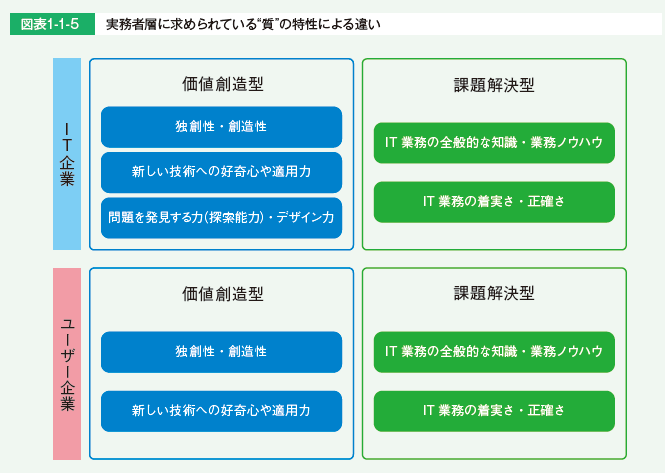 図表1-1-5 実務者層に求められている“質”の特性による違い
IT企業
価値創造型
独創性・創造性
新しい技術への好奇心や適用力
問題を発見する力(探索能力)・デザイン力
課題解決型
IT業務の全般的な知識・業務ノウハウ
IT業務の着実さ・正確さ
ユーザー企業
価値創造型
独創性・創造性
新しい技術への好奇心や適用力
課題解決型
IT業務の全般的な知識・業務ノウハウ
IT業務の着実さ・正確さ